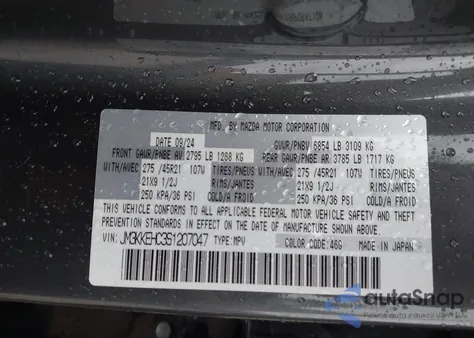 MFD. BY MAZDA MOTOR CORPORATION
DATE 09/24 GVWR/PNBV 6854 LB 3109 KG
FRONT GAWR/PNBE AV 2795 LB 1268 KG REAR GAWR/PNBE AR 3785 LB 1717 KG
WITH/AVEC 275 /45R21 107W TIRES/PNEUS WITH/AVEC 275 /45R21 107W TIRES/PNEUS
21X9 1/2J RIMS/JANTES 21X9 1/2J RIMS/JANTES
250 KPA/36 PSI COLD/A FROID 250 KPA/36 PSI COLD/A FROID
THIS VEHICLE CONFORMS TO ALL APPLICABLE FEDERAL MOTOR VEHICLE SAFETY AND THEFT
PREVENTION STANDARDS IN EFFECT ON THE DATE OF MANUFACTURE SHOWN ABOVE.
VIN: JM3KKEHC3S1207047 TYPE: MPV COLOR CODE: 46G MADE IN JAPAN
autoSnap